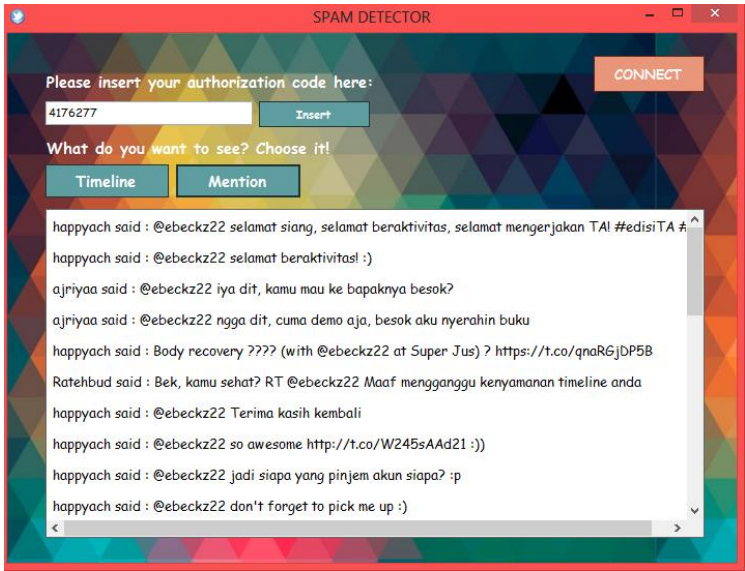 SPAM DETECTOR
CONNECT
Please insert your authorization code here:
4176277
Insert
What do you want to see? Choose it!
Timeline
Mention
happyach said : @ebeckz22 selamat siang, selamat beraktivitas, selamat mengerjakan TA! #edisiTA #
happyach said : @ebeckz22 selamat beraktivitas! :)
ajriyaa said : @ebeckz22 iya dit, kamu mau ke bapaknya besok?
ajriyaa said : @ebeckz22 ngga dit, cuma demo aja, besok aku nyerahin buku
happyach said : Body recovery ???? (with @ebeckz22 at Super Jus) ? https://t.co/qnaRGjDP5B
Ratehbud said : Bek, kamu sehat? RT @ebeckz22 Maaf mengganggu kenyamanan timeline anda
happyach said : @ebeckz22 Terima kasih kembali
happyach said : @ebeckz22 so awesome http://t.co/W245sAAd21 :))
happyach said : @ebeckz22 jadi siapa yang pinjem akun siapa? :p
happyach said : @ebeckz22 don't forget to pick me up :)